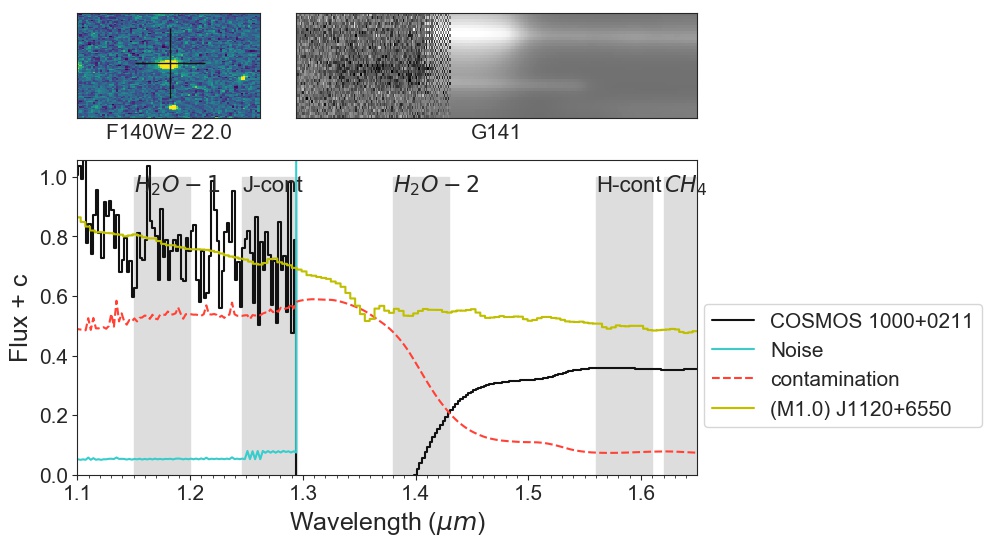 F140W= 22.0
G141
H₂O − 1
J-cont
H₂O − 2
H-cont
CH₄
1.0
0.8
0.6
0.4
0.2
0.0
Flux + c
1.1
1.2
1.3
1.4
1.5
1.6
Wavelength (μm)
COSMOS 1000+0211
Noise
contamination
(M1.0) J1120+6550